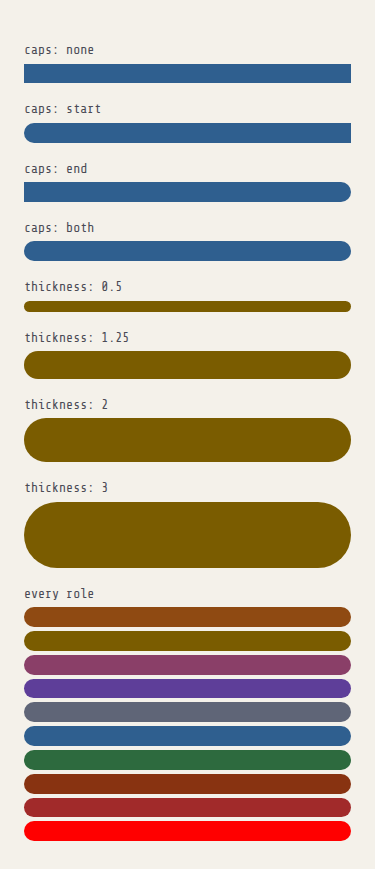 caps: none
caps: start
caps: end
caps: both
thickness: 0.5
thickness: 1.25
thickness: 2
thickness: 3
every role